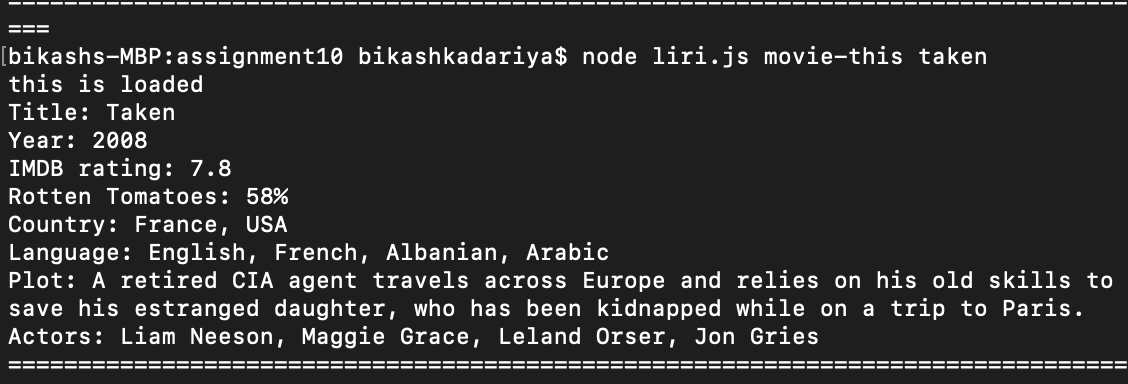 ================================================================================
===
[bikashs-MBP:assignment10 bikashkadariya$ node liri.js movie-this taken
this is loaded
Title: Taken
Year: 2008
IMDB rating: 7.8
Rotten Tomatoes: 58%
Country: France, USA
Language: English, French, Albanian, Arabic
Plot: A retired CIA agent travels across Europe and relies on his old skills to
save his estranged daughter, who has been kidnapped while on a trip to Paris.
Actors: Liam Neeson, Maggie Grace, Leland Orser, Jon Gries
================================================================================